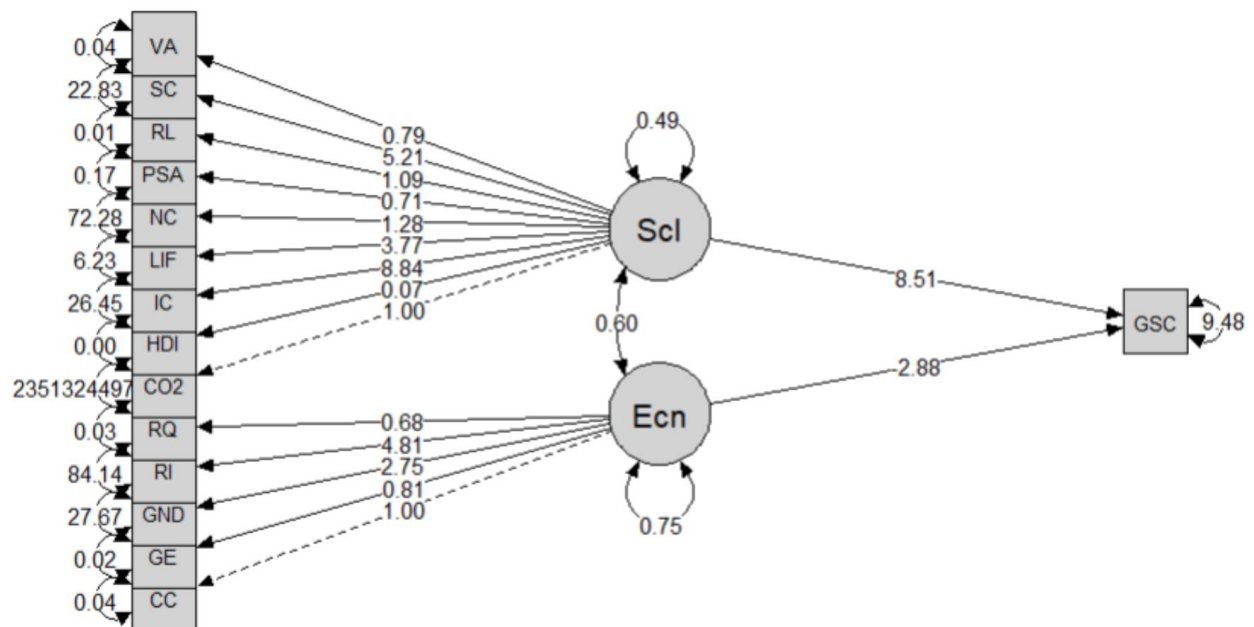 0.04
VA
22.83
SC
0.01
RL
0.17
PSA
72.28
NC
6.23
LIF
26.45
IC
0.00
HDI
2351324497
CO2
0.03
RQ
84.14
RI
27.67
GND
0.02
GE
0.04
CC
0.79
5.21
1.09
0.71
1.28
3.77
8.84
0.07
1.00
0.68
4.81
2.75
0.81
1.00
0.49
Scl
0.60
Ecn
0.75
8.51
2.88
GSC
9.48